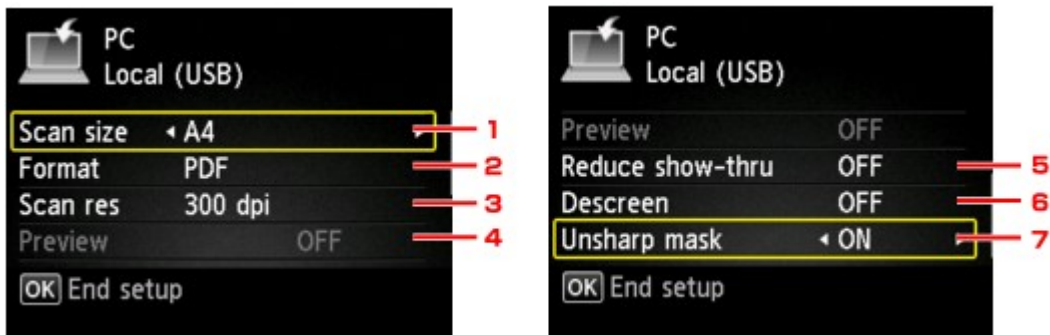 PC
Local (USB)
Scan size A4 1
Format PDF 2
Scan res 300 dpi 3
Preview OFF 4
OK End setup
PC
Local (USB)
Preview OFF
Reduce show-thru OFF 5
Descreen OFF 6
Unsharp mask ON 7
OK End setup